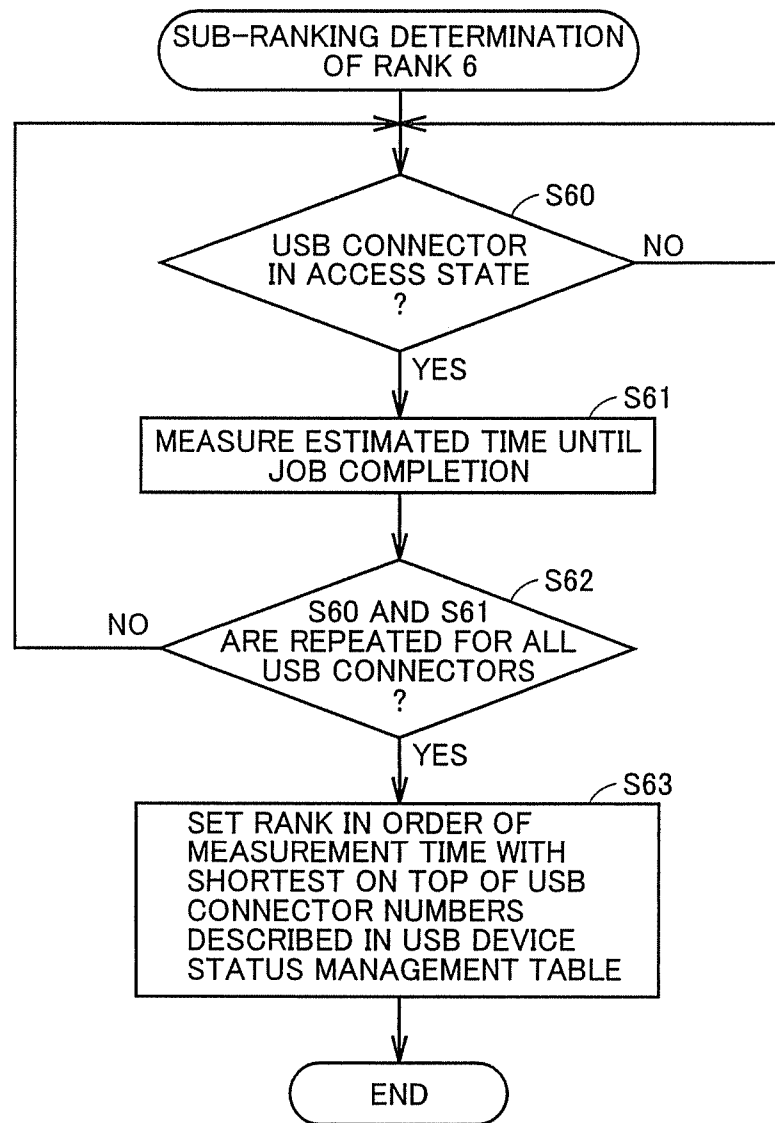 SUB-RANKING DETERMINATION
OF RANK 6
S60
USB CONNECTOR
IN ACCESS STATE
?
NO
YES
S61
MEASURE ESTIMATED TIME UNTIL
JOB COMPLETION
S62
S60 AND S61
ARE REPEATED FOR ALL
USB CONNECTORS
?
NO
YES
S63
SET RANK IN ORDER OF
MEASUREMENT TIME WITH
SHORTEST ON TOP OF USB
CONNECTOR NUMBERS
DESCRIBED IN USB DEVICE
STATUS MANAGEMENT TABLE
END